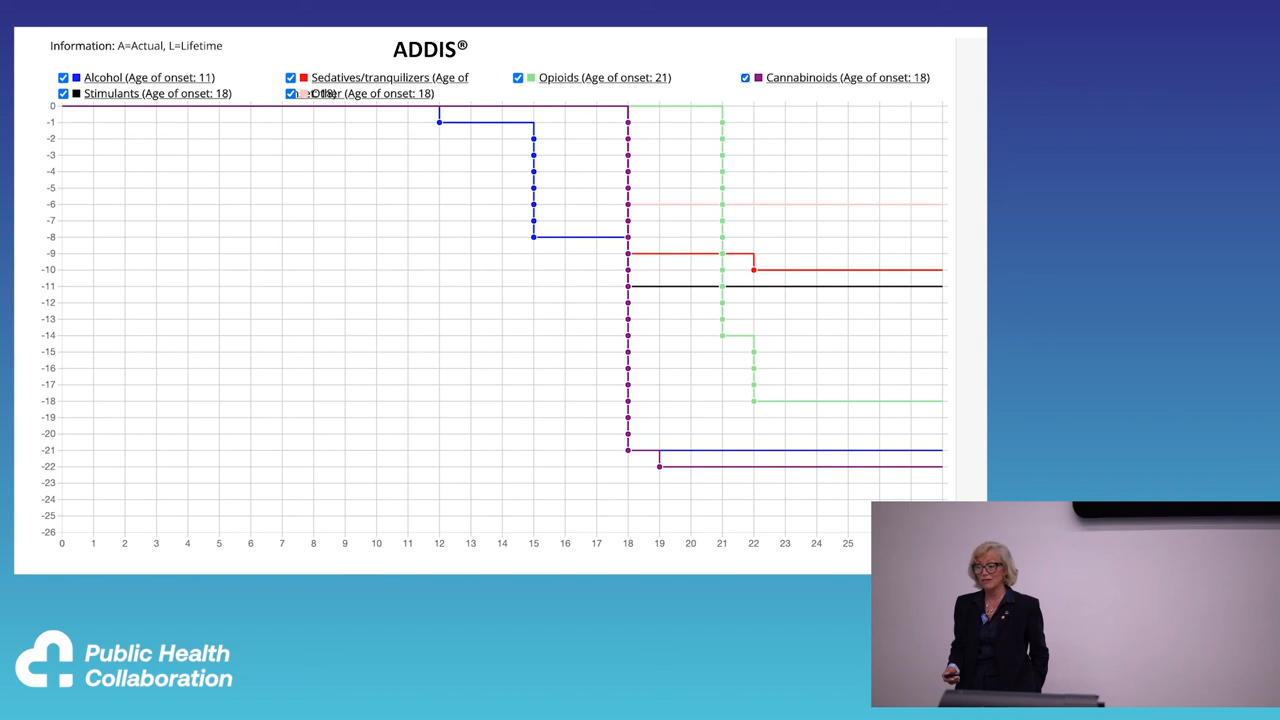 Information: A=Actual, L=Lifetime
ADDIS®
Alcohol (Age of onset: 11)
Sedatives/tranquilizers (Age of
Opioids (Age of onset: 21)
Cannabinoids (Age of onset: 18)
Stimulants (Age of onset: 18)
Other (Age of onset: 18)
0
-1
-2
-3
-4
-5
-6
-7
-8
-9
-10
-11
-12
-13
-14
-15
-16
-17
-18
-19
-20
-21
-22
-23
-24
-25
-26
0 1 2 3 4 5 6 7 8 9 10 11 12 13 14 15 16 17 18 19 20 21 22 23 24 25
Public Health
Collaboration